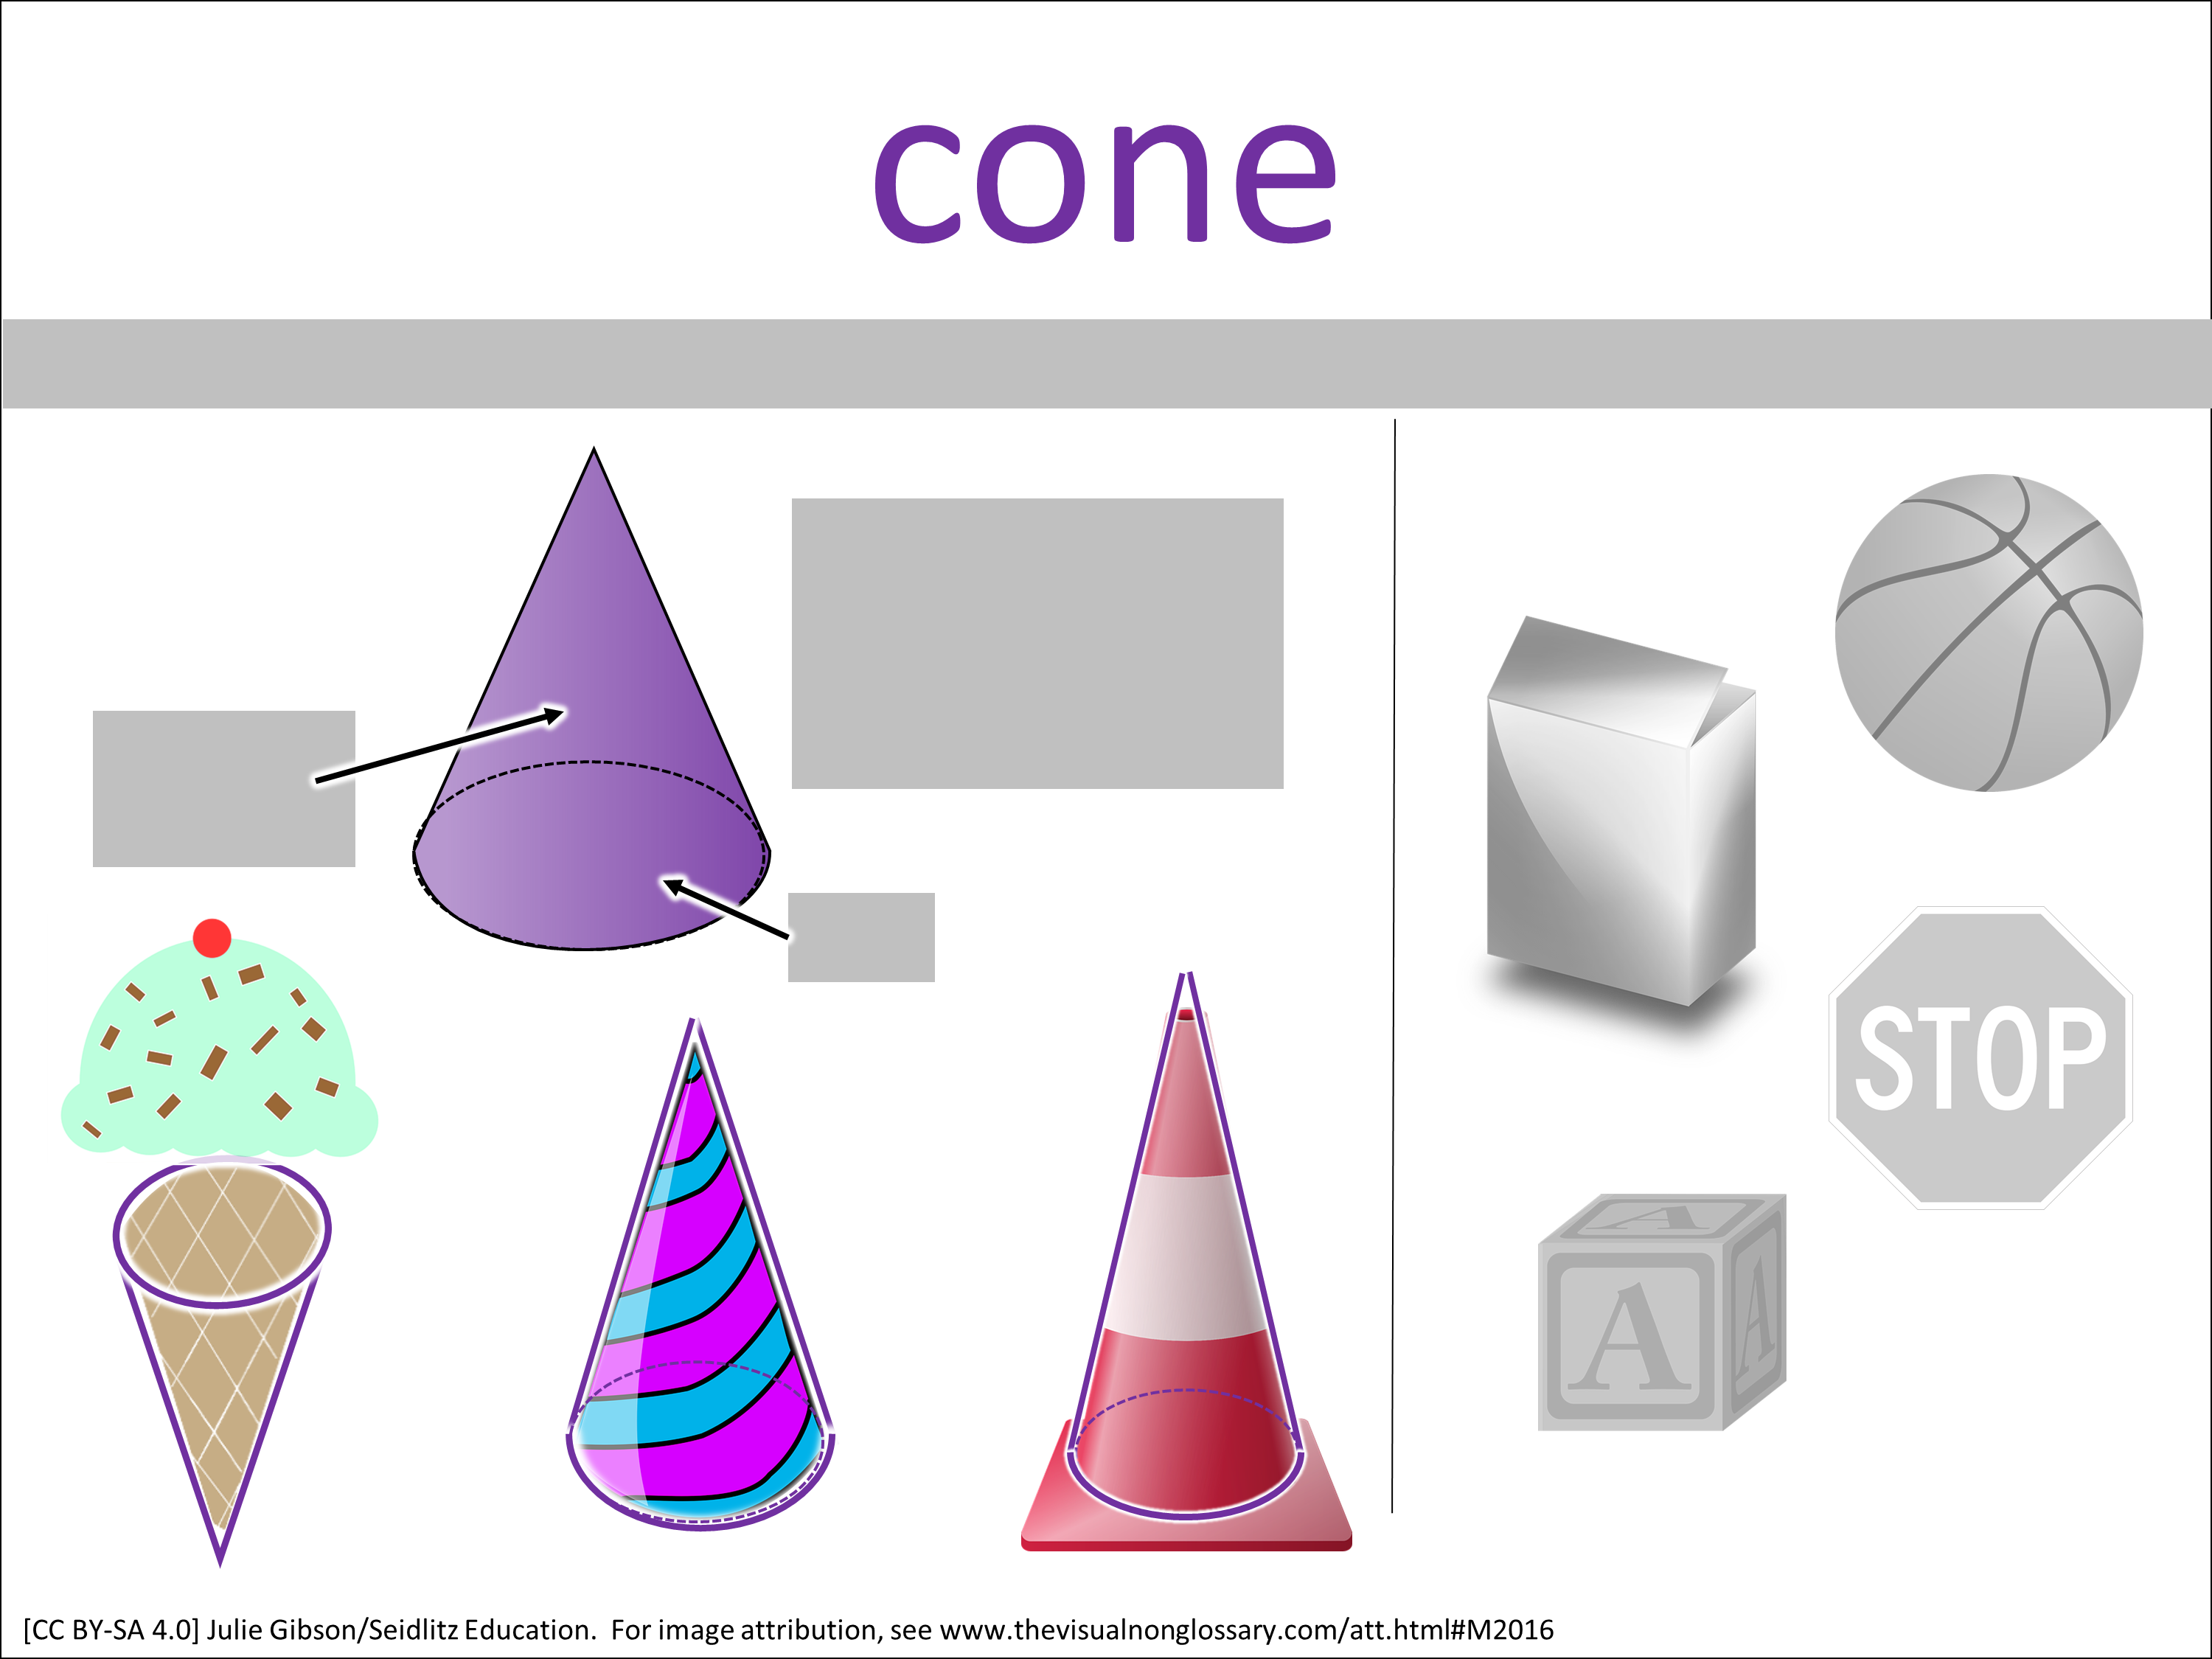 cone
STOP
A
A
A
[CC BY-SA 4.0] Julie Gibson/Seidlitz Education.  For image attribution, see www.thevisualnonglossary.com/att.html#M2016